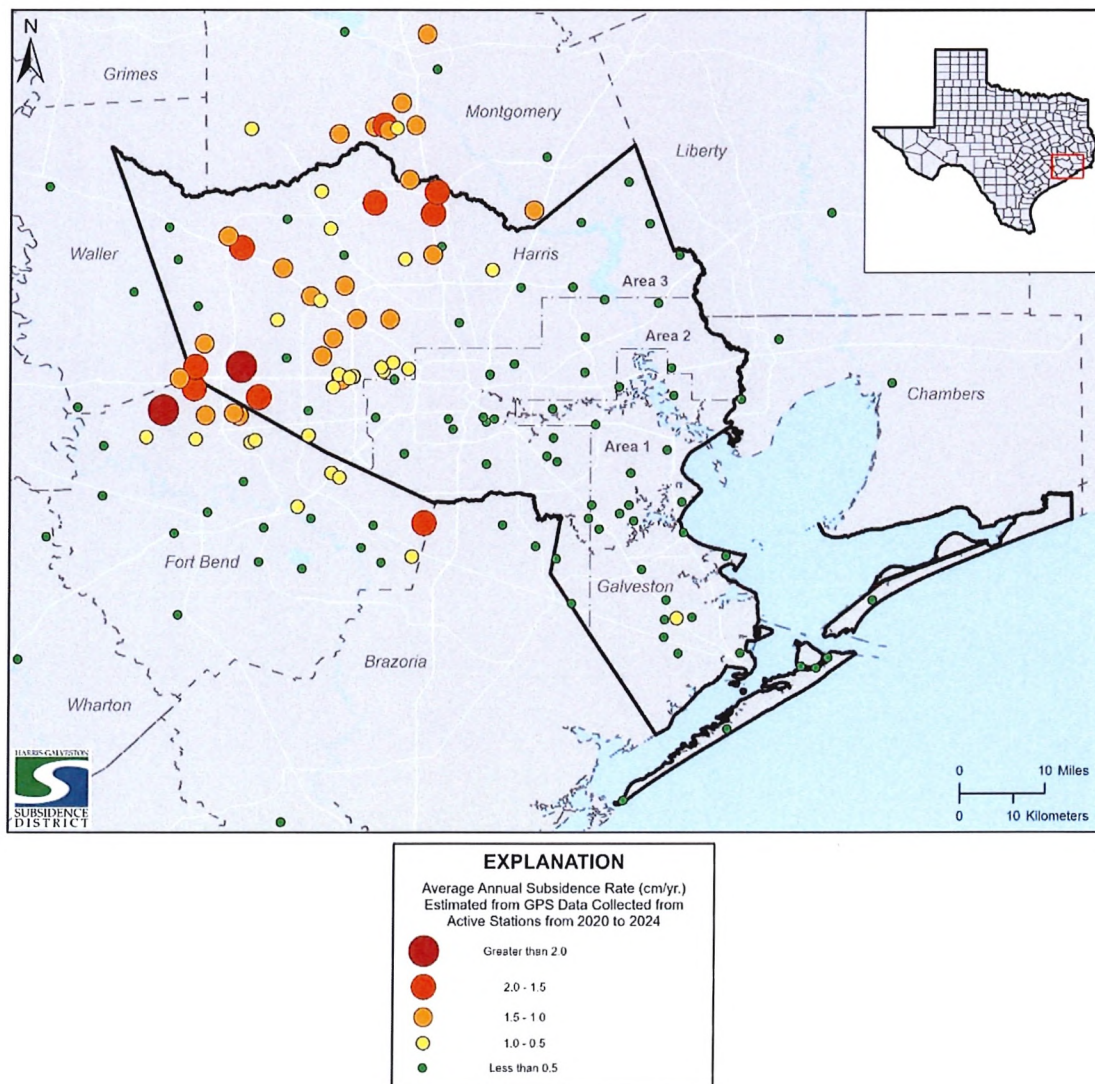 N
Grimes
Montgomery
Liberty
Waller
Harris
Area 3
Area 2
Chambers
Area 1
Fort Bend
Galveston
Brazoria
Wharton
HARRIS-GALVESTON
SUBSIDENCE
DISTRICT
0 10 Miles
0 10 Kilometers
EXPLANATION
Average Annual Subsidence Rate (cm/yr.)
Estimated from GPS Data Collected from
Active Stations from 2020 to 2024
Greater than 2.0
2.0 - 1.5
1.5 - 1.0
1.0 - 0.5
Less than 0.5